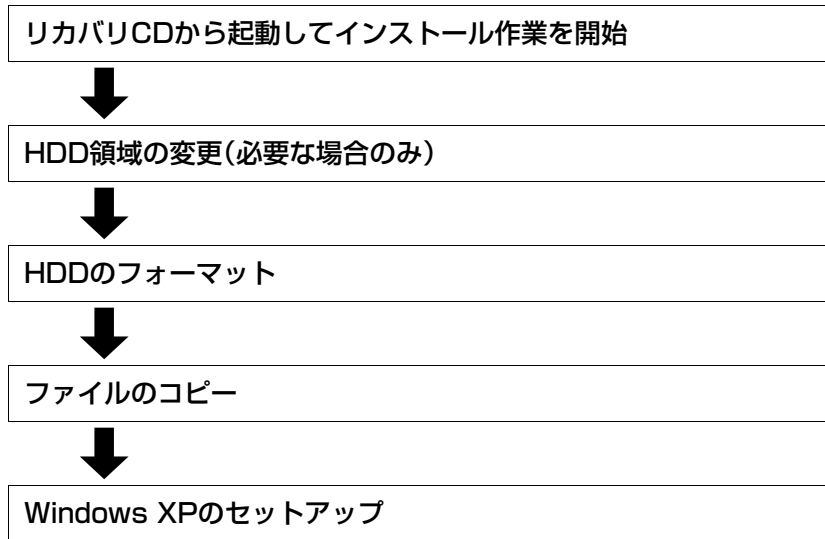 リカバリCDから起動してインストール作業を開始
HDD領域の変更(必要な場合のみ)
HDDのフォーマット
ファイルのコピー
Windows XPのセットアップ